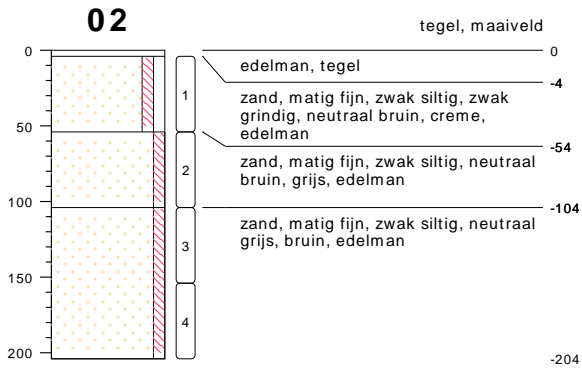 02
tegel, maaiveld
0
0
edelman, tegel
-4
1
zand, matig fijn, zwak siltig, zwak
grindig, neutraal bruin, creme,
edelman
50
-54
2
zand, matig fijn, zwak siltig, neutraal
bruin, grijs, edelman
100
-104
3
zand, matig fijn, zwak siltig, neutraal
grijs, bruin, edelman
150
4
200
-204